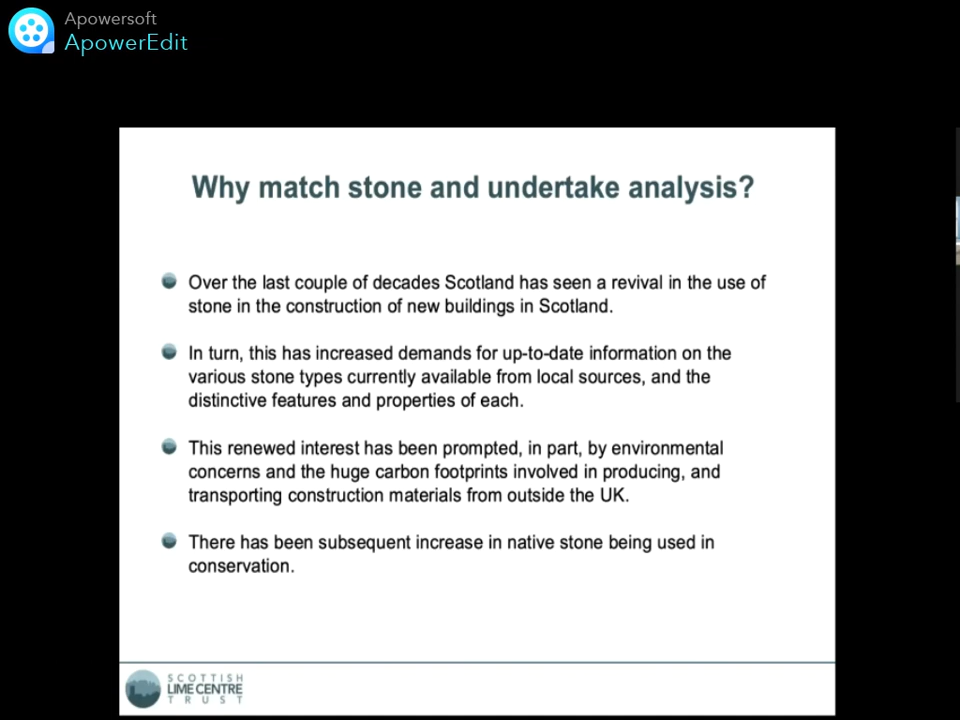 Apowersoft
ApowerEdit
Why match stone and undertake analysis?
Over the last couple of decades Scotland has seen a revival in the use of
stone in the construction of new buildings in Scotland.
In turn, this has increased demands for up-to-date information on the
various stone types currently available from local sources, and the
distinctive features and properties of each.
This renewed interest has been prompted, in part, by environmental
concerns and the huge carbon footprints involved in producing, and
transporting construction materials from outside the UK.
There has been subsequent increase in native stone being used in
conservation.
SCOTTISH
LIME CENTRE
TRUST